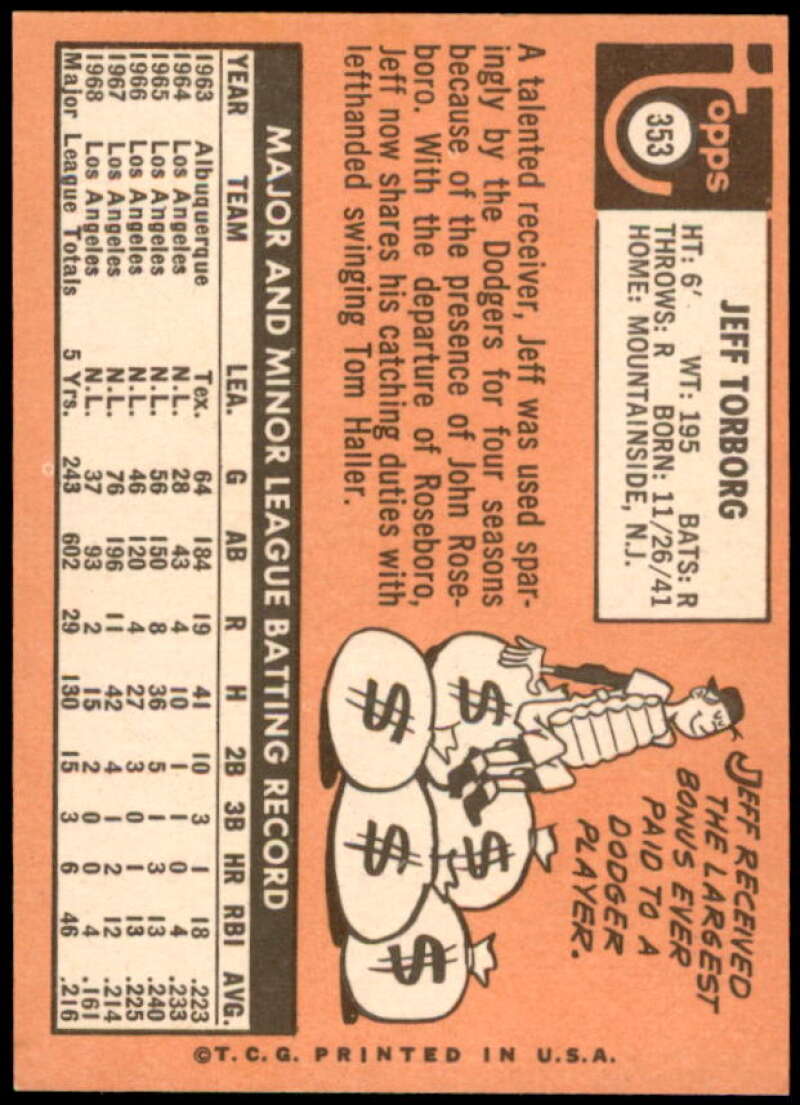 Topps
353
JEFF TORBORG
HT: 6' WT: 195 BATS: R
THROWS: R BORN: 11/26/41
HOME: MOUNTAINSIDE, N.J.
A talented receiver, Jeff was used spar-
ingly by the Dodgers for four seasons
because of the presence of John Rose-
boro. With the departure of Roseboro,
Jeff now shares his catching duties with
lefthanded swinging Tom Haller.
JEFF RECEIVED
THE LARGEST
BONUS EVER
PAID TO A
DODGER
PLAYER.
$
$
$
$
$
MAJOR AND MINOR LEAGUE BATTING RECORD
YEAR TEAM LEA. G AB R H 2B 3B HR RBI AVG.
1963 Albuquerque Tex. 64 184 19 41 10 3 1 18 .223
1964 Los Angeles N.L. 28 43 4 10 1 1 0 4 .233
1965 Los Angeles N.L. 56 150 8 36 5 1 3 13 .240
1966 Los Angeles N.L. 46 120 4 27 3 0 1 13 .225
1967 Los Angeles N.L. 76 196 11 42 4 1 2 12 .214
1968 Los Angeles N.L. 37 93 2 15 2 0 0 4 .161
Major League Totals 5 Yrs. 243 602 29 130 15 3 6 46 .216
©T.C.G. PRINTED IN U.S.A.